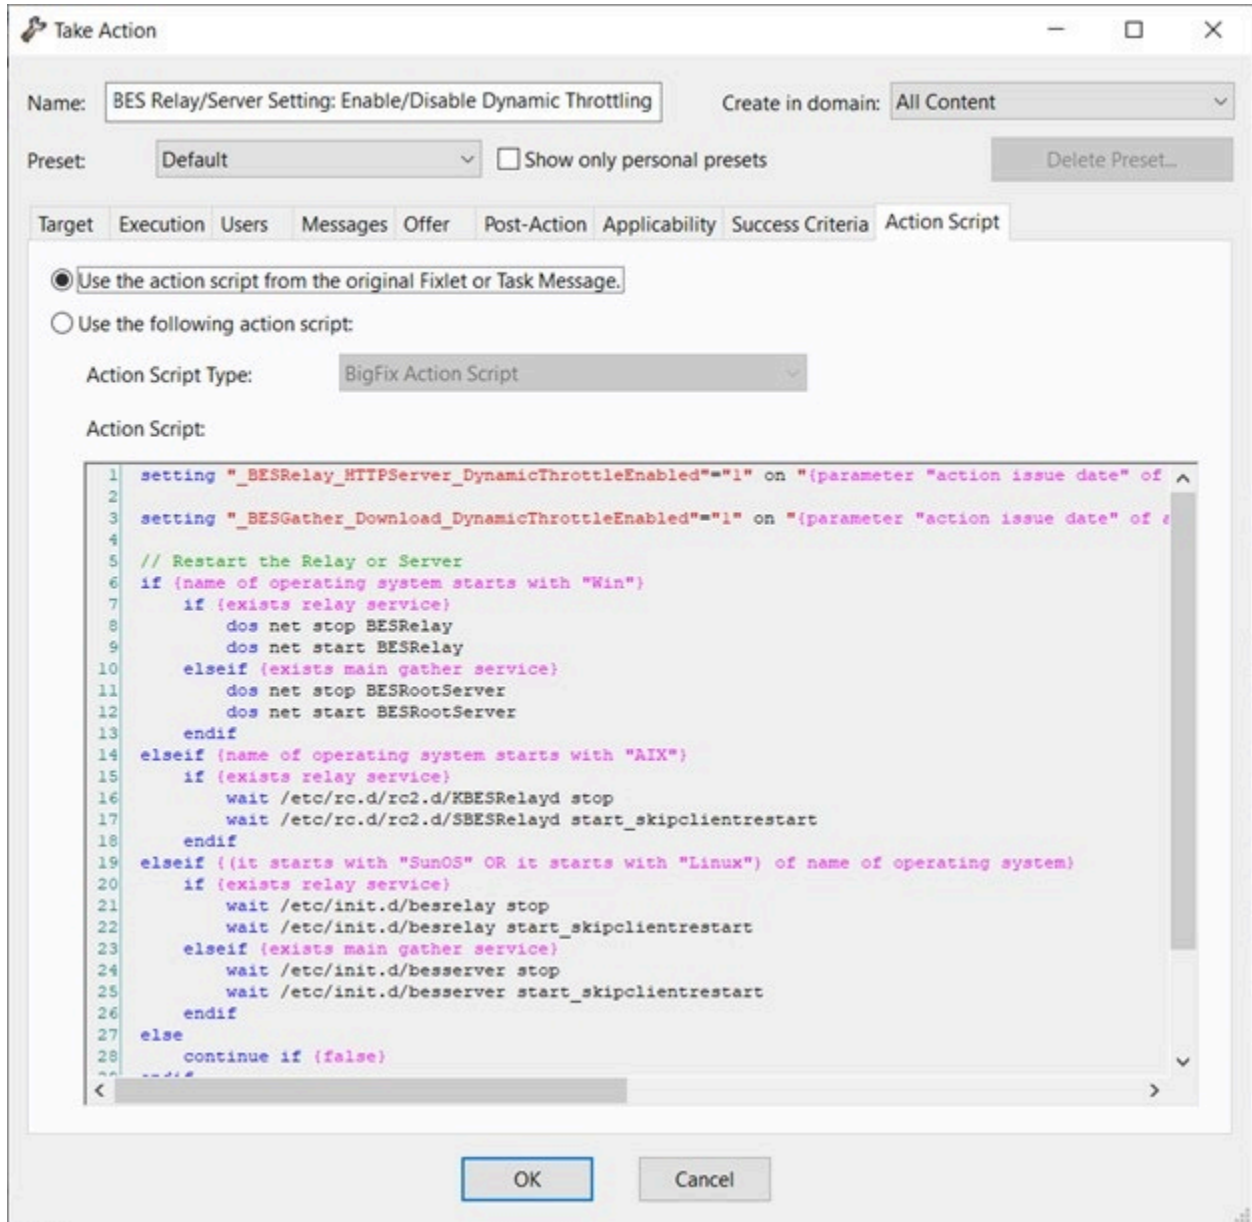 Take Action
Name: BES Relay/Server Setting: Enable/Disable Dynamic Throttling Create in domain: All Content
Preset: Default Show only personal presets Delete Preset...
Target Execution Users Messages Offer Post-Action Applicability Success Criteria Action Script
Use the action script from the original Fixlet or Task Message.
Use the following action script:
Action Script Type: BigFix Action Script
Action Script:
1 setting "_BESRelay_HTTPServer_DynamicThrottleEnabled"="1" on "{parameter "action issue date" of
2
3 setting "_BESGather_Download_DynamicThrottleEnabled"="1" on "{parameter "action issue date" of
4
5 // Restart the Relay or Server
6 if {name of operating system starts with "Win"}
7 if {exists relay service}
8 dos net stop BESRelay
9 dos net start BESRelay
10 elseif {exists main gather service}
11 dos net stop BESRootServer
12 dos net start BESRootServer
13 endif
14 elseif {name of operating system starts with "AIX"}
15 if {exists relay service}
16 wait /etc/rc.d/rc2.d/KBESRelayd stop
17 wait /etc/rc.d/rc2.d/SBESRelayd start_skipclientrestart
18 endif
19 elseif {(it starts with "SunOS" OR it starts with "Linux") of name of operating system}
20 if {exists relay service}
21 wait /etc/init.d/besrelay stop
22 wait /etc/init.d/besrelay start_skipclientrestart
23 elseif {exists main gather service}
24 wait /etc/init.d/besserver stop
25 wait /etc/init.d/besserver start_skipclientrestart
26 endif
27 else
28 continue if {false}
OK Cancel